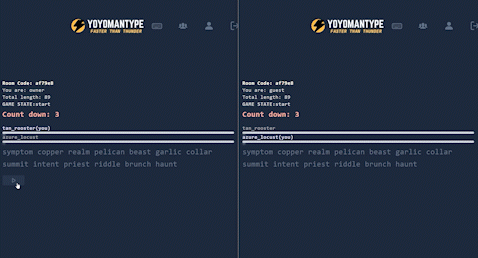 YOYOMANTYPE
FASTER THAN THUNDER
Room Code: af79e8
You are: owner
Total length: 89
GAME STATE:start
Count down: 3
tan_rooster(you)
azure_locust
symptom copper realm pelican beast garlic collar
summit intent priest riddle brunch haunt
YOYOMANTYPE
FASTER THAN THUNDER
Room Code: af79e8
You are: guest
Total length: 89
GAME STATE:start
Count down: 3
tan_rooster
azure_locust(you)
symptom copper realm pelican beast garlic collar
summit intent priest riddle brunch haunt